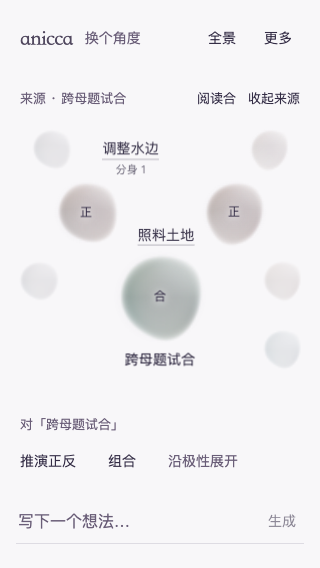 anicca 换个角度 全景 更多
来源 · 跨母题试合 阅读合 收起来源
调整水边
分身 1
正 正
照料土地
合
跨母题试合
对「跨母题试合」
推演正反 组合 沿极性展开
写下一个想法… 生成